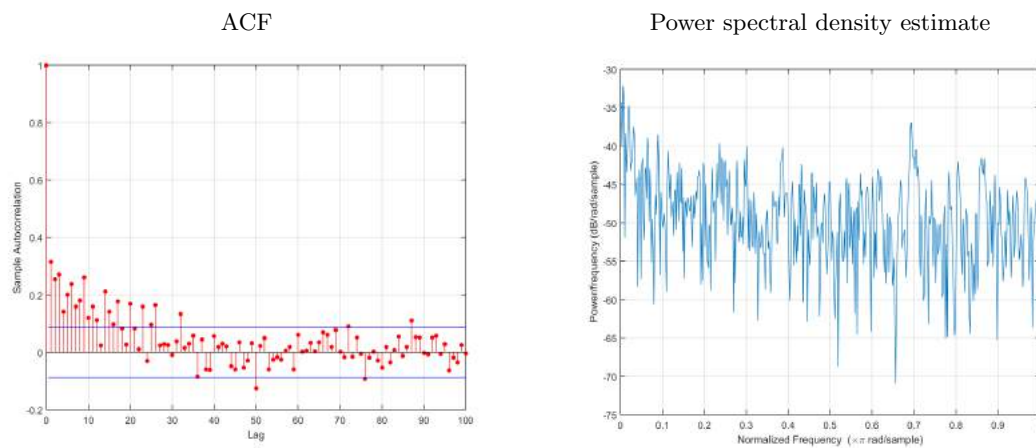 ACF
Power spectral density estimate
1
0.8
0.6
0.4
0.2
0
-0.2
Sample Autocorrelation
0 10 20 30 40 50 60 70 80 90 100
Lag
-30
-35
-40
-45
-50
-55
-60
-65
-70
-75
Power/frequency (dB/rad/sample)
0 0.1 0.2 0.3 0.4 0.5 0.6 0.7 0.8 0.9
Normalized Frequency (×π rad/sample)